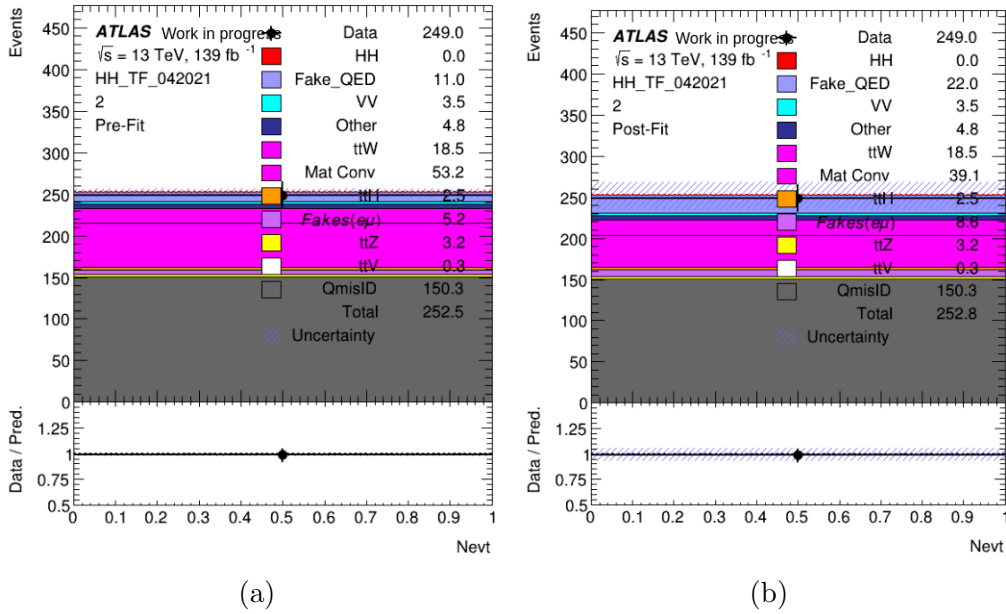 Events
450
400
350
300
250
200
150
100
50
0
ATLAS Work in progress
√s = 13 TeV, 139 fb -1
HH_TF_042021
2
Pre-Fit
Data 249.0
HH 0.0
Fake_QED 11.0
VV 3.5
Other 4.8
ttW 18.5
Mat Conv 53.2
ttH 2.5
Fakes(eμ) 5.2
ttZ 3.2
ttV 0.3
QmisID 150.3
Total 252.5
Uncertainty
Data / Pred.
1.25
1
0.75
0.5
0 0.1 0.2 0.3 0.4 0.5 0.6 0.7 0.8 0.9 1
Nevt
(a)
Events
450
400
350
300
250
200
150
100
50
0
ATLAS Work in progress
√s = 13 TeV, 139 fb -1
HH_TF_042021
2
Post-Fit
Data 249.0
HH 0.0
Fake_QED 22.0
VV 3.5
Other 4.8
ttW 18.5
Mat Conv 39.1
ttH 2.5
Fakes(eμ) 8.6
ttZ 3.2
ttV 0.3
QmisID 150.3
Total 252.8
Uncertainty
Data / Pred.
1.25
1
0.75
0.5
0 0.1 0.2 0.3 0.4 0.5 0.6 0.7 0.8 0.9 1
Nevt
(b)